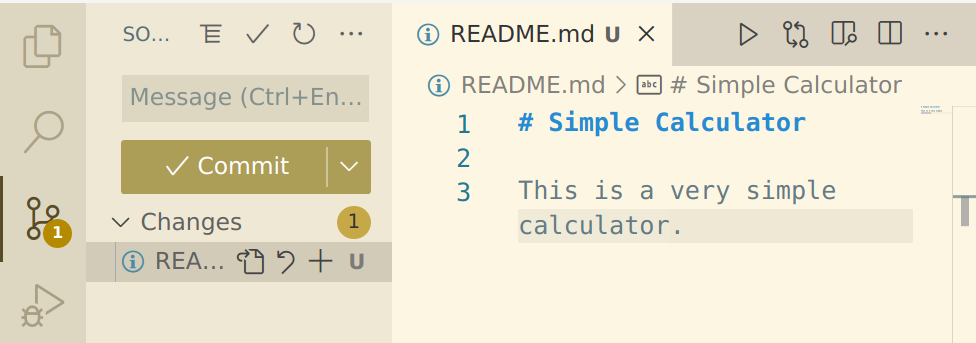 SO...
README.md U
Message (Ctrl+En...
README.md > # Simple Calculator
Commit
1 # Simple Calculator
2
3 This is a very simple
calculator.
Changes 1
1
REA... U